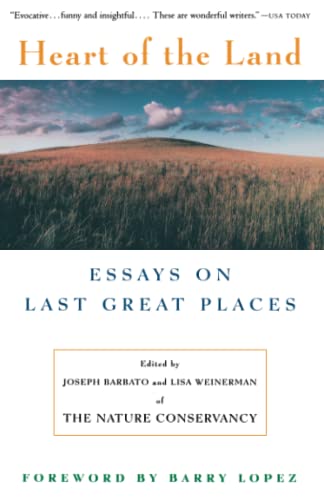 "Evocative...funny and insightful.... These are wonderful writers." —USA TODAY
Heart of the Land
ESSAYS ON
LAST GREAT PLACES
Edited by
JOSEPH BARBATO and LISA WEINERMAN
of
THE NATURE CONSERVANCY
FOREWORD BY BARRY LOPEZ